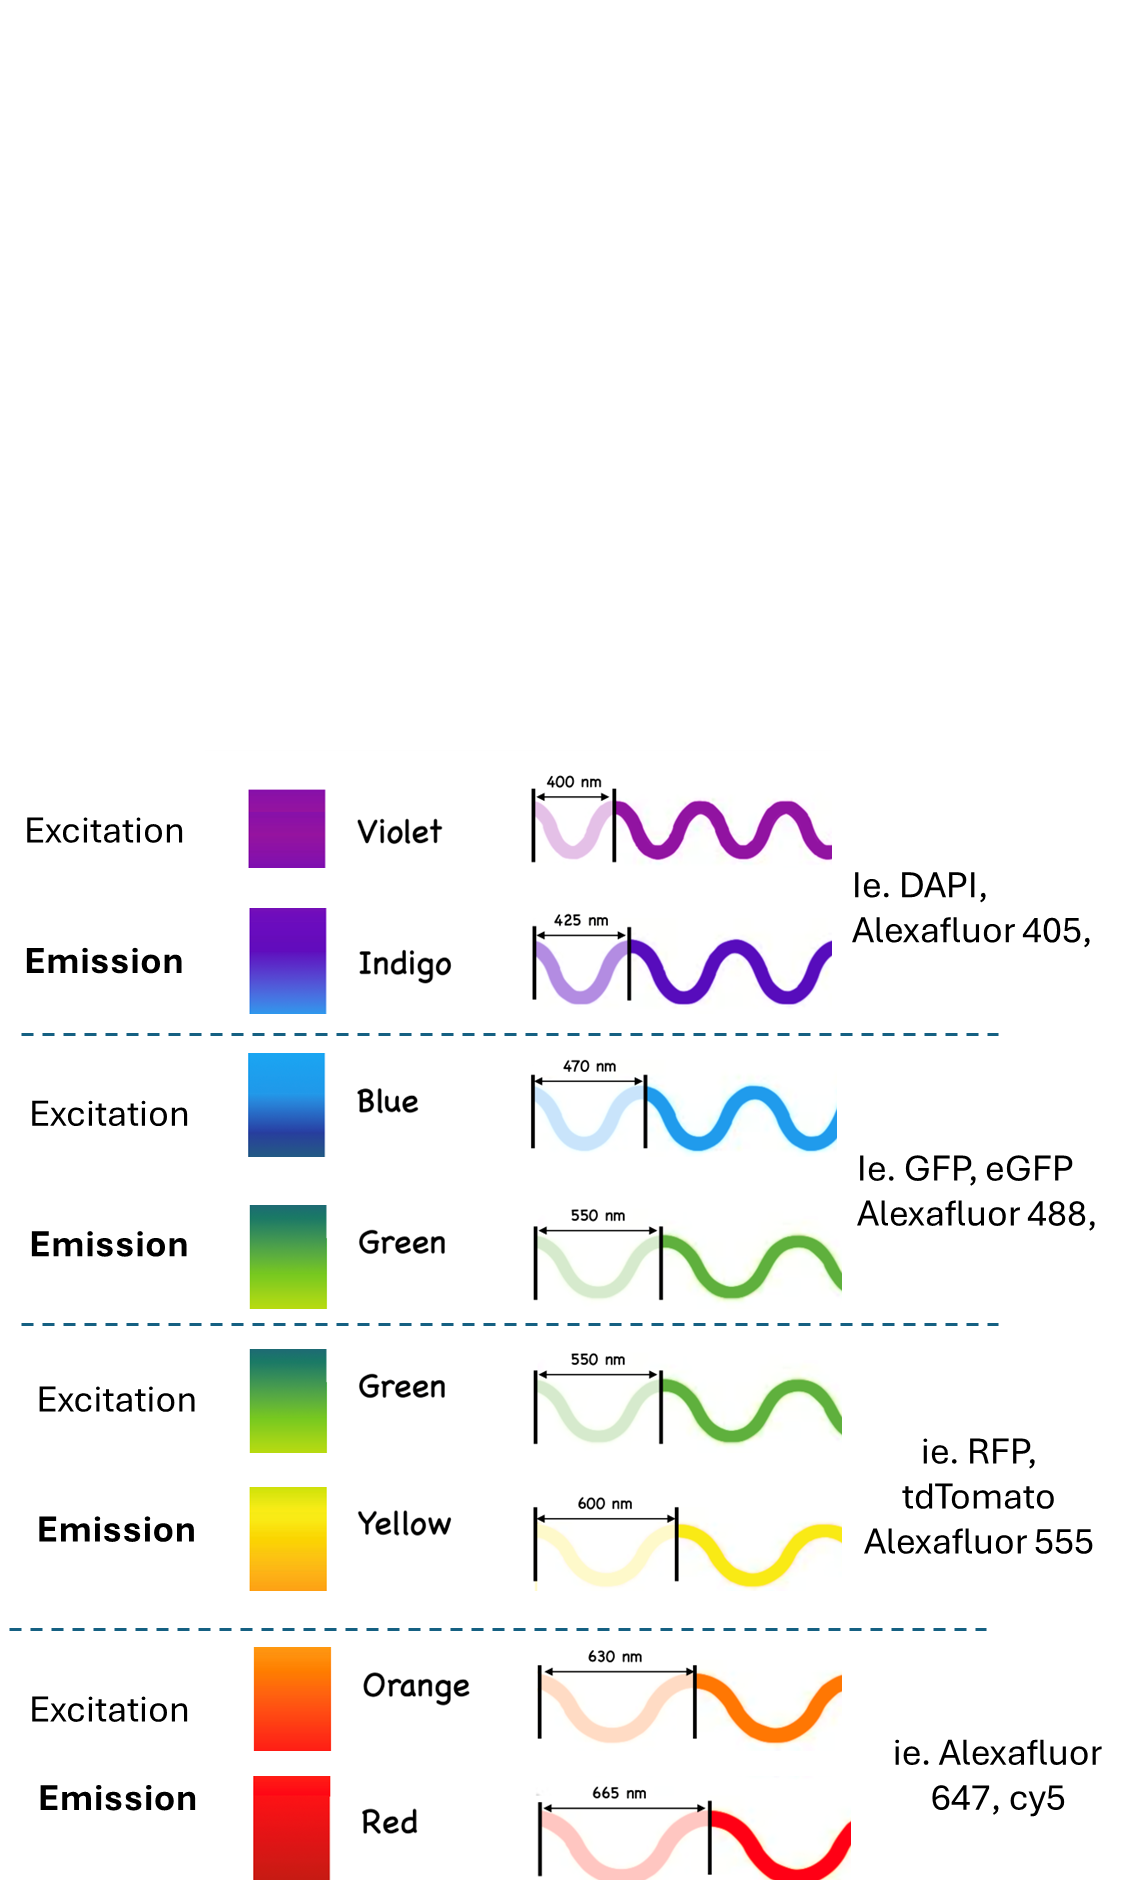 400 nm
Excitation
Violet
Ie. DAPI,
Alexafluor 405,
425 nm
Emission
Indigo
470 nm
Excitation
Blue
Ie. GFP, eGFP
Alexafluor 488,
550 nm
Emission
Green
550 nm
Excitation
Green
ie. RFP,
tdTomato
Alexafluor 555
600 nm
Emission
Yellow
630 nm
Excitation
Orange
ie. Alexafluor
647, cy5
665 nm
Emission
Red